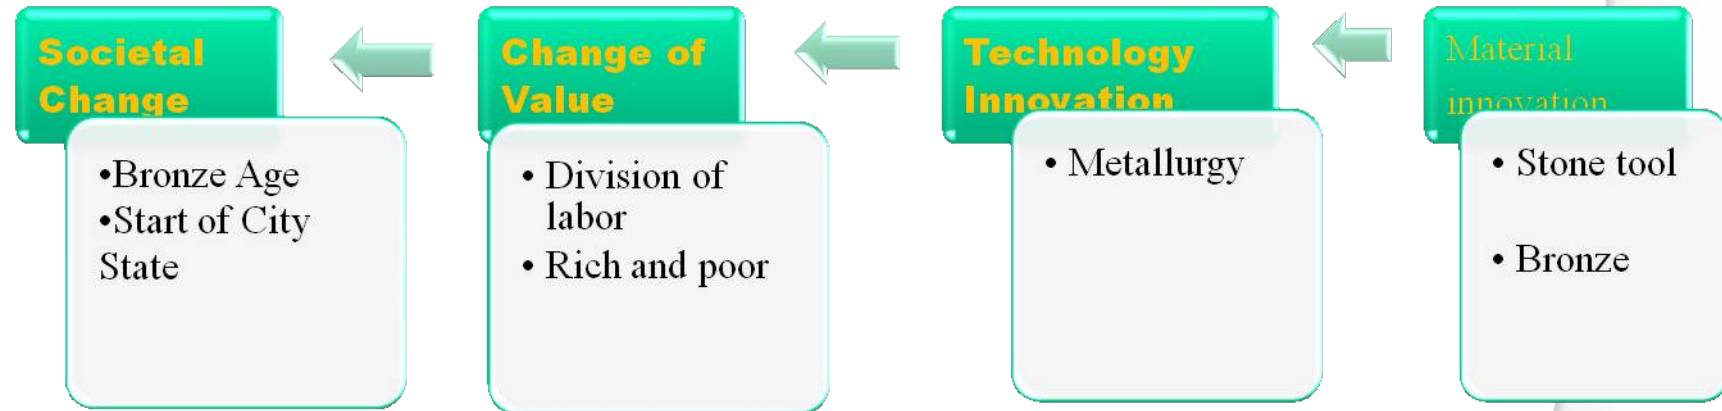 Societal
Change
•Bronze Age
•Start of City
State
Change of
Value
• Division of
labor
• Rich and poor
Technology
Innovation
• Metallurgy
Material
innovation
• Stone tool
• Bronze